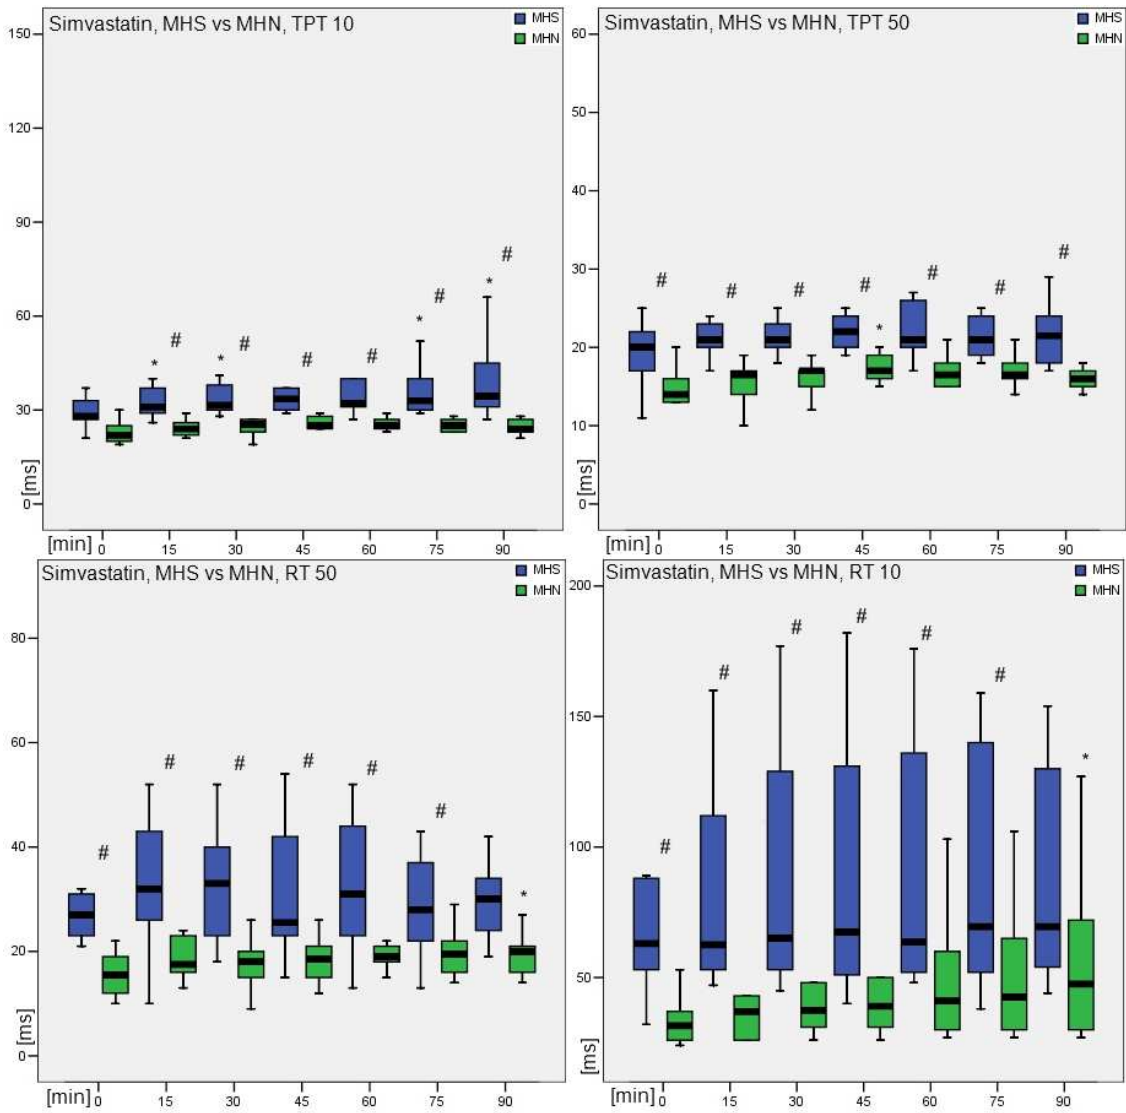 Simvastatin, MHS vs MHN, TPT 10
MHS
MHN
150
120
90
60
30
0
[ms]
# # # # # # #
* * * *
[min] 0 15 30 45 60 75 90
Simvastatin, MHS vs MHN, TPT 50
MHS
MHN
60
50
40
30
20
10
0
[ms]
# # # # # # #
*
[min] 0 15 30 45 60 75 90
Simvastatin, MHS vs MHN, RT 50
MHS
MHN
80
60
40
20
0
[ms]
# # # # # #
*
[min] 0 15 30 45 60 75 90
Simvastatin, MHS vs MHN, RT 10
MHS
MHN
200
150
100
50
[ms]
# # # # # #
*
[min] 0 15 30 45 60 75 90